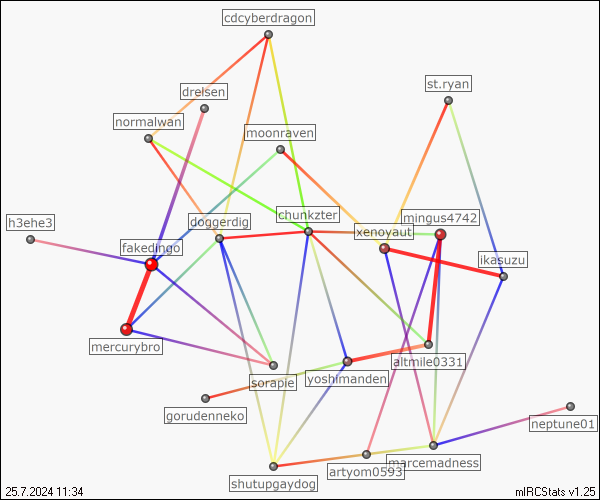 cdcyberdragon
st.ryan
drelsen
normalwan
moonraven
h3ehe3
doggerdig
chunkzter
mingus4742
xenoyaut
fakedingo
ikasuzu
mercurybro
altmile0331
sorapie
yoshimanden
gorudenneko
neptune01
marcemadness
artyom0593
shutupgaydog
25.7.2024 11:34
mIRCStats v1.25